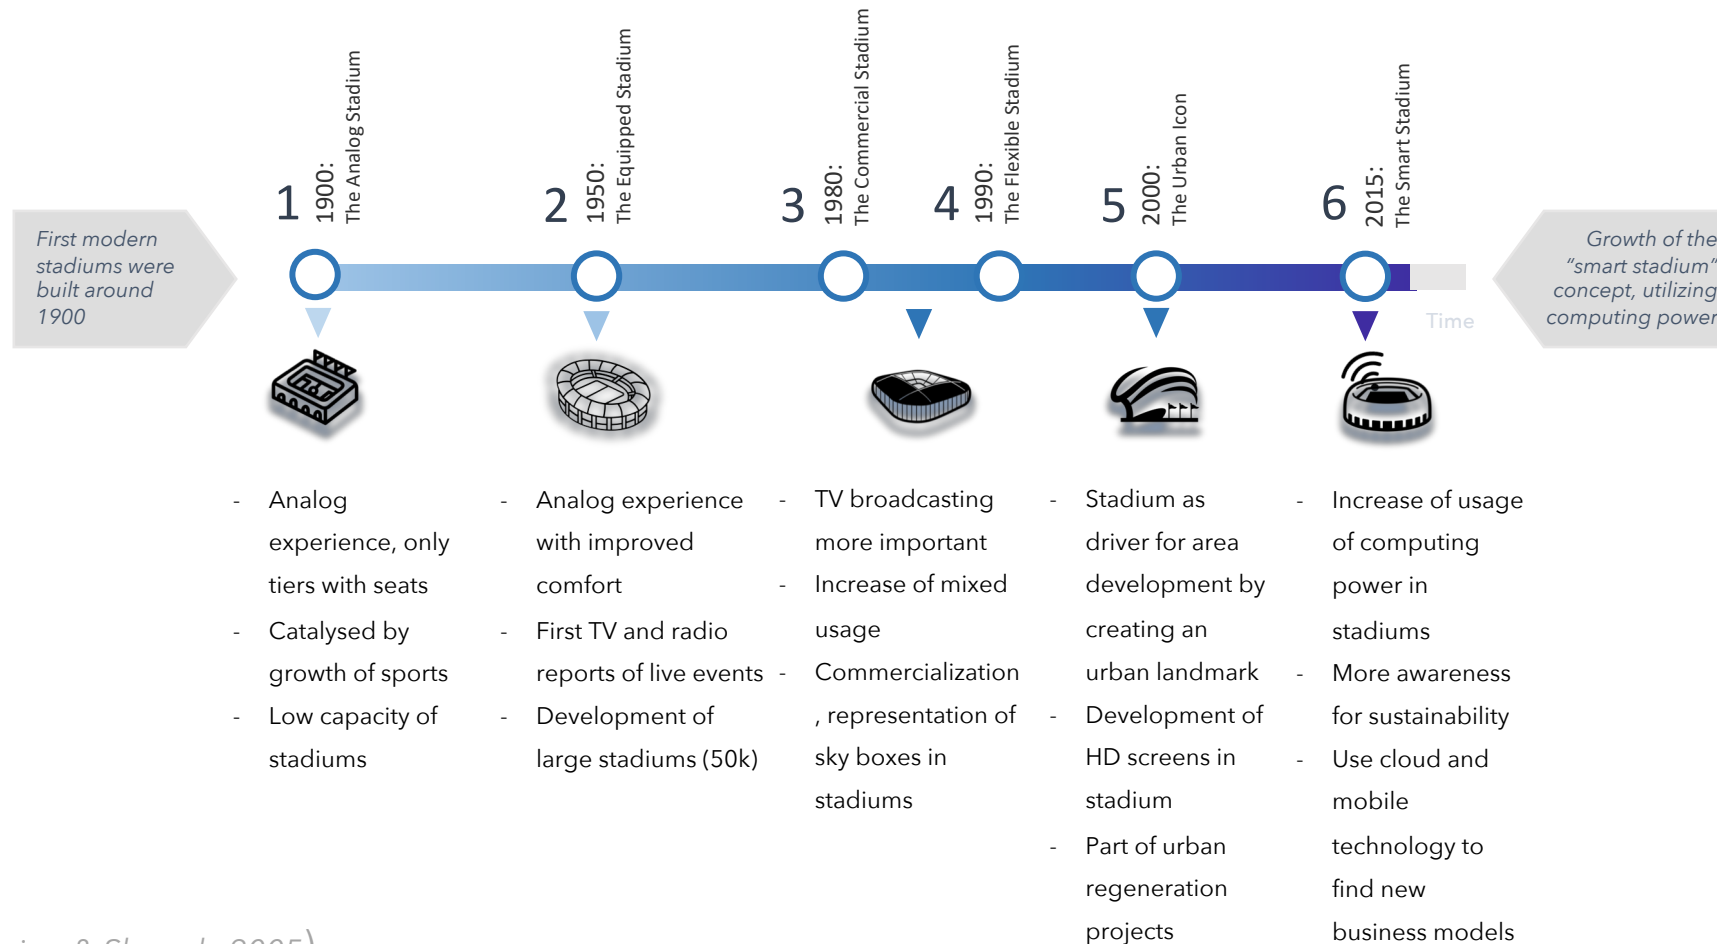 1
1900:
The Analog Stadium
2
1950:
The Equipped Stadium
3
1980:
The Commercial Stadium
4
1990:
The Flexible Stadium
5
2000:
The Urban Icon
6
2015:
The Smart Stadium
First modern
stadiums were
built around
1900
Growth of the
“smart stadium”
concept, utilizing
computing power
Time
- Analog
experience, only
tiers with seats
- Catalysed by
growth of sports
- Low capacity of
stadiums
- Analog experience
with improved
comfort
- First TV and radio
reports of live events
- Development of
large stadiums (50k)
- TV broadcasting
more important
- Increase of mixed
usage
- Commercialization
, representation of
sky boxes in
stadiums
- Stadium as
driver for area
development by
creating an
urban landmark
- Development of
HD screens in
stadium
- Part of urban
regeneration
projects
- Increase of usage
of computing
power in
stadiums
- More awareness
for sustainability
- Use cloud and
mobile
technology to
find new
business models